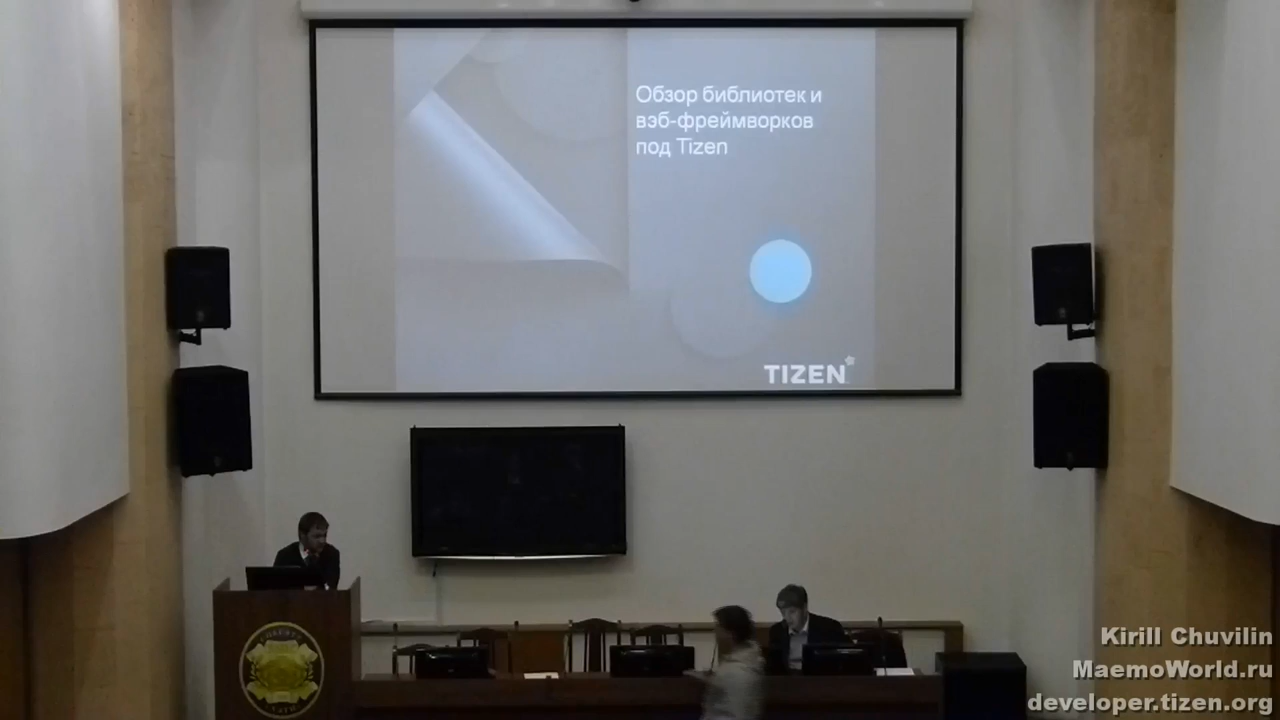 Обзор библиотек и
вэб-фреймворков
под Tizen
TIZEN
Kirill Chuvilin
MaemoWorld.ru
developer.tizen.org